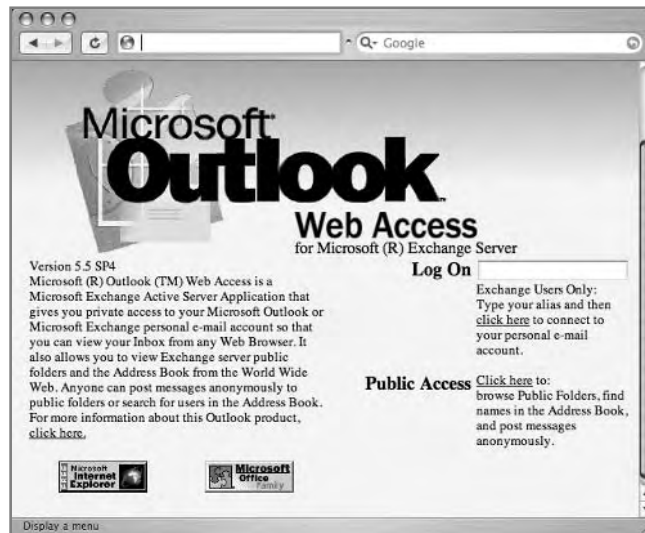 Google
Microsoft
Outlook
Web Access
for Microsoft (R) Exchange Server
Version 5.5 SP4
Microsoft (R) Outlook (TM) Web Access is a
Microsoft Exchange Active Server Application that
gives you private access to your Microsoft Outlook or
Microsoft Exchange personal e-mail account so that
you can view your Inbox from any Web Browser. It
also allows you to view Exchange server public
folders and the Address Book from the World Wide
Web. Anyone can post messages anonymously to
public folders or search for users in the Address Book.
For more information about this Outlook product,
click here.
Log On
Exchange Users Only:
Type your alias and then
click here to connect to
your personal e-mail
account.
Public Access
Click here to:
browse Public Folders, find
names in the Address Book,
and post messages
anonymously.
Microsoft
Internet
Explorer
Microsoft
Office
Family
Display a menu